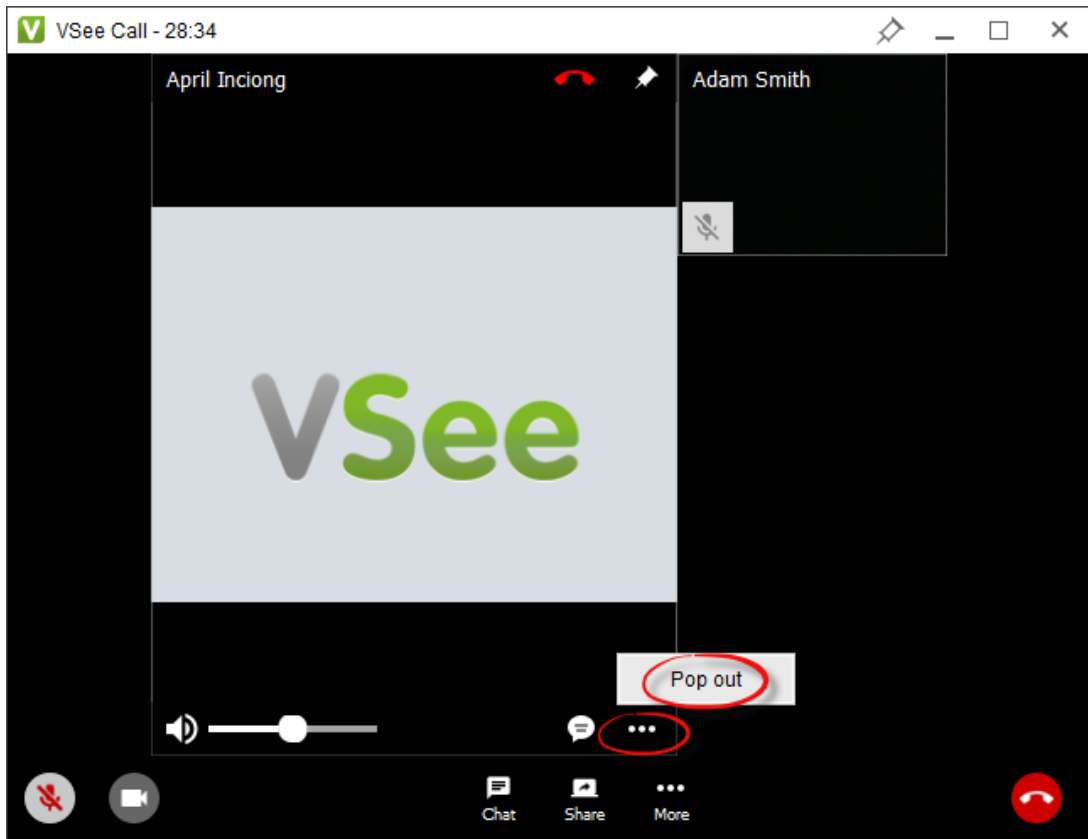 VSee Call - 28:34
April Inciong
Adam Smith
VSee
Pop out
Chat
Share
More